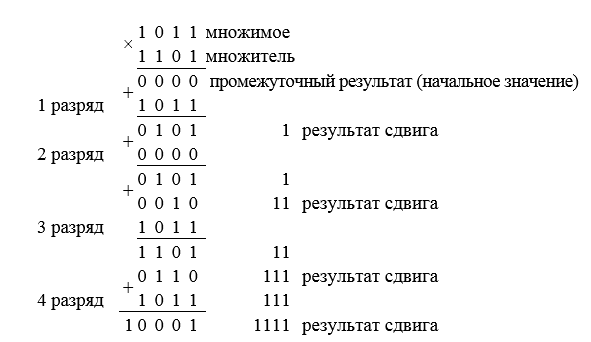 1 0 1 1 множимое
×
1 1 0 1 множитель
0 0 0 0 промежуточный результат (начальное значение)
+
1 разряд 1 0 1 1
0 1 0 1 1 результат сдвига
+
2 разряд 0 0 0 0
0 1 0 1 1
+
0 0 1 0 11 результат сдвига
3 разряд 1 0 1 1
1 1 0 1 11
0 1 1 0 111 результат сдвига
+
4 разряд 1 0 1 1 111
1 0 0 0 1 1111 результат сдвига